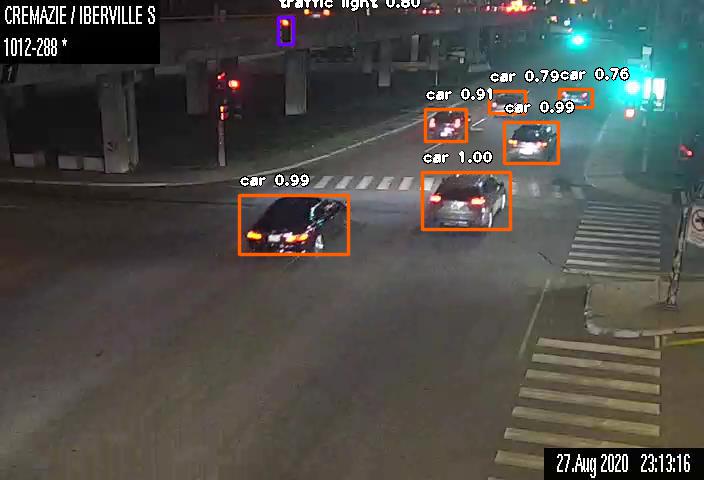 CREMAZIE / IBERVILLE S
1012-288 *
traffic light 0.80
car 0.79
car 0.76
car 0.91
car 0.99
car 1.00
car 0.99
27.Aug 2020 23:13:16